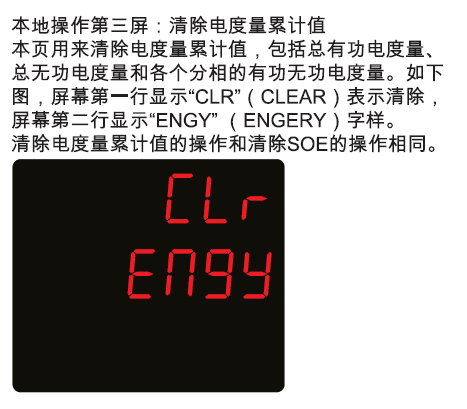 本地操作第三屏：清除电度量累计值
本页用来清除电度量累计值，包括总有功电度量、
总无功电度量和各个分相的有功无功电度量。如下
图，屏幕第一行显示“CLR”（CLEAR）表示清除，
屏幕第二行显示“ENGY” （ENGERY）字样。
清除电度量累计值的操作和清除SOE的操作相同。
CLr
Engy